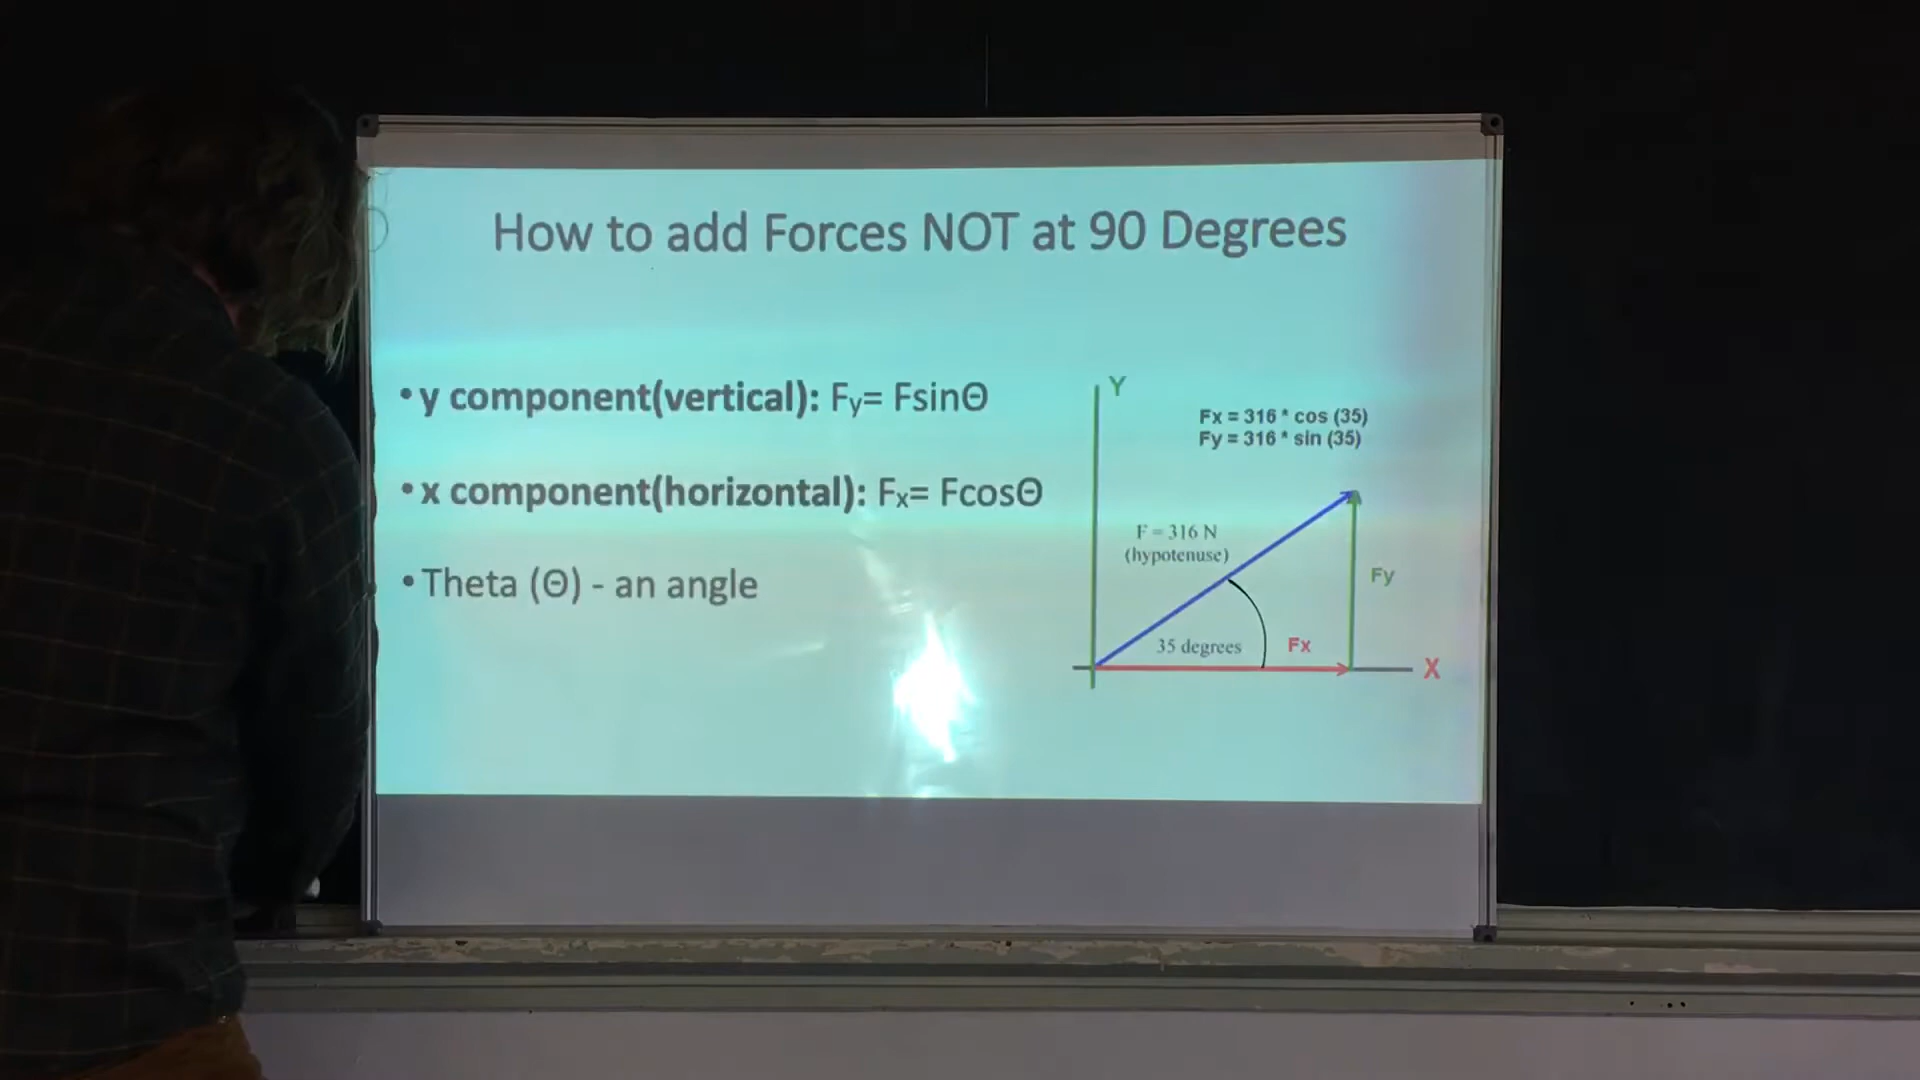 How to add Forces NOT at 90 Degrees
•y component(vertical): Fy= FsinΘ
•x component(horizontal): Fx= FcosΘ
•Theta (Θ) - an angle
Y
Fx = 316 * cos (35)
Fy = 316 * sin (35)
F = 316 N
(hypotenuse)
Fy
35 degrees
Fx
X